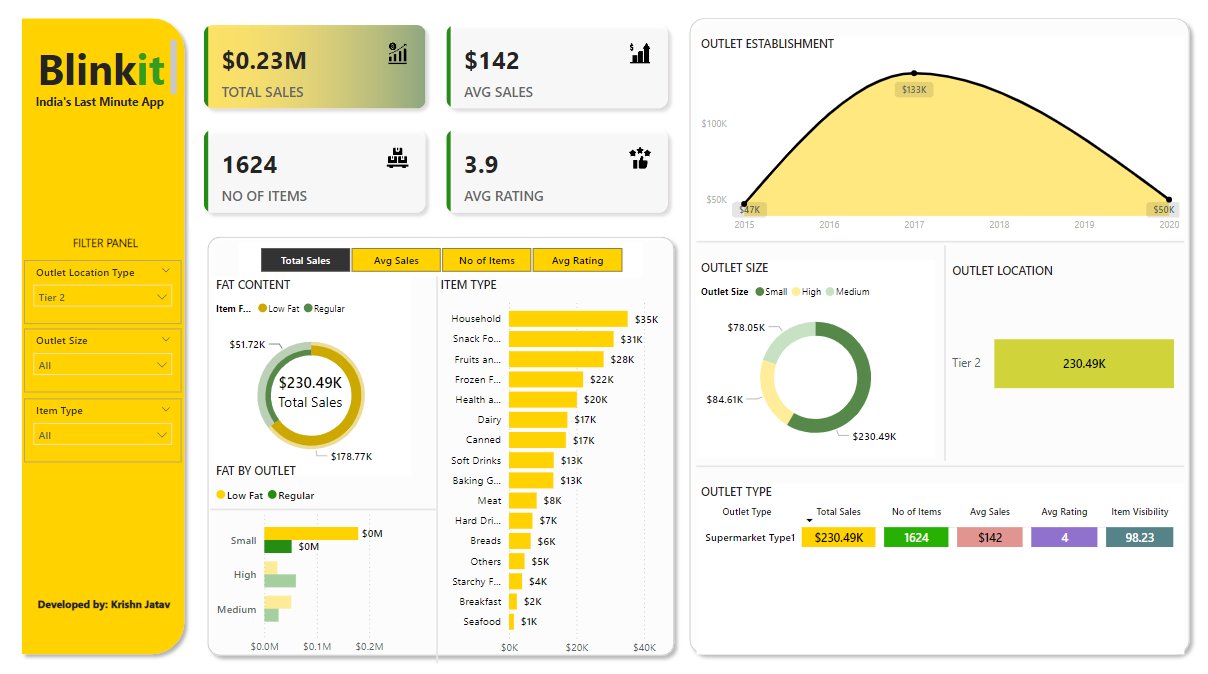 Blinkit
India's Last Minute App
FILTER PANEL
Outlet Location Type
Tier 2
Outlet Size
All
Item Type
All
Developed by: Krishn Jatav
$0.23M
TOTAL SALES
$142
AVG SALES
1624
NO OF ITEMS
3.9
AVG RATING
Total Sales Avg Sales No of Items Avg Rating
FAT CONTENT
Item F... Low Fat Regular
$51.72K
$230.49K
Total Sales
$178.77K
FAT BY OUTLET
Low Fat Regular
Small $0M
$0M
High
Medium
$0.0M $0.1M $0.2M
ITEM TYPE
Household $35K
Snack Fo... $31K
Fruits an... $28K
Frozen F... $22K
Health a... $20K
Dairy $17K
Canned $17K
Soft Drinks $13K
Baking G... $13K
Meat $8K
Hard Dri... $7K
Breads $6K
Others $5K
Starchy F... $4K
Breakfast $2K
Seafood $1K
$0K $20K $40K
OUTLET ESTABLISHMENT
$133K
$100K
$50K
$47K $50K
2015 2016 2017 2018 2019 2020
OUTLET SIZE
Outlet Size Small High Medium
$78.05K
$84.61K
$230.49K
OUTLET LOCATION
Tier 2 230.49K
OUTLET TYPE
Outlet Type Total Sales No of Items Avg Sales Avg Rating Item Visibility
Supermarket Type1 $230.49K 1624 $142 4 98.23